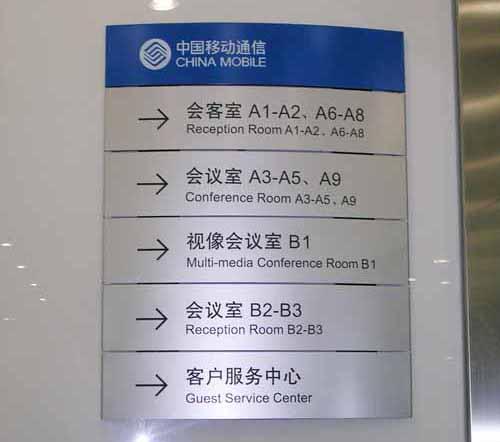 中国移动通信
CHINA MOBILE
会客室 A1-A2、A6-A8
Reception Room A1-A2、A6-A8
会议室 A3-A5、A9
Conference Room A3-A5、A9
视像会议室 B1
Multi-media Conference Room B1
会议室 B2-B3
Reception Room B2-B3
客户服务中心
Guest Service Center